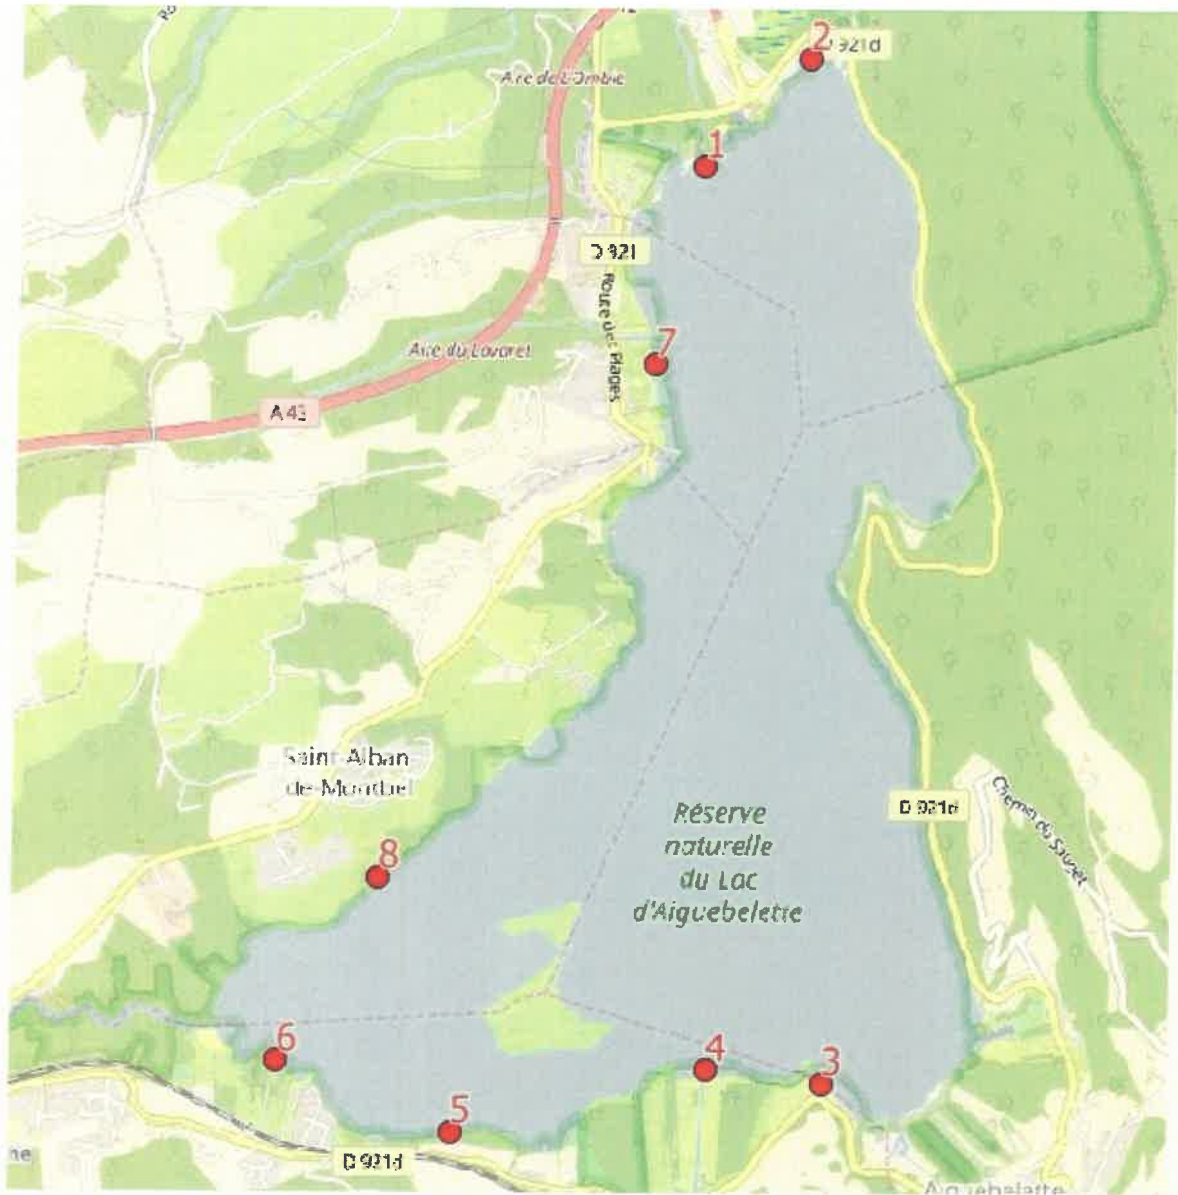 2
921d
Aire de L'Ombre
1
D 921
Route des Plages
7
Aire du Lavaret
A 43
Saint-Alban
de-Montbel
D 921d
Chemin du Sauget
Réserve
naturelle
du Lac
d'Aiguebelette
8
6
4
3
5
D 921d
Aiguebelette